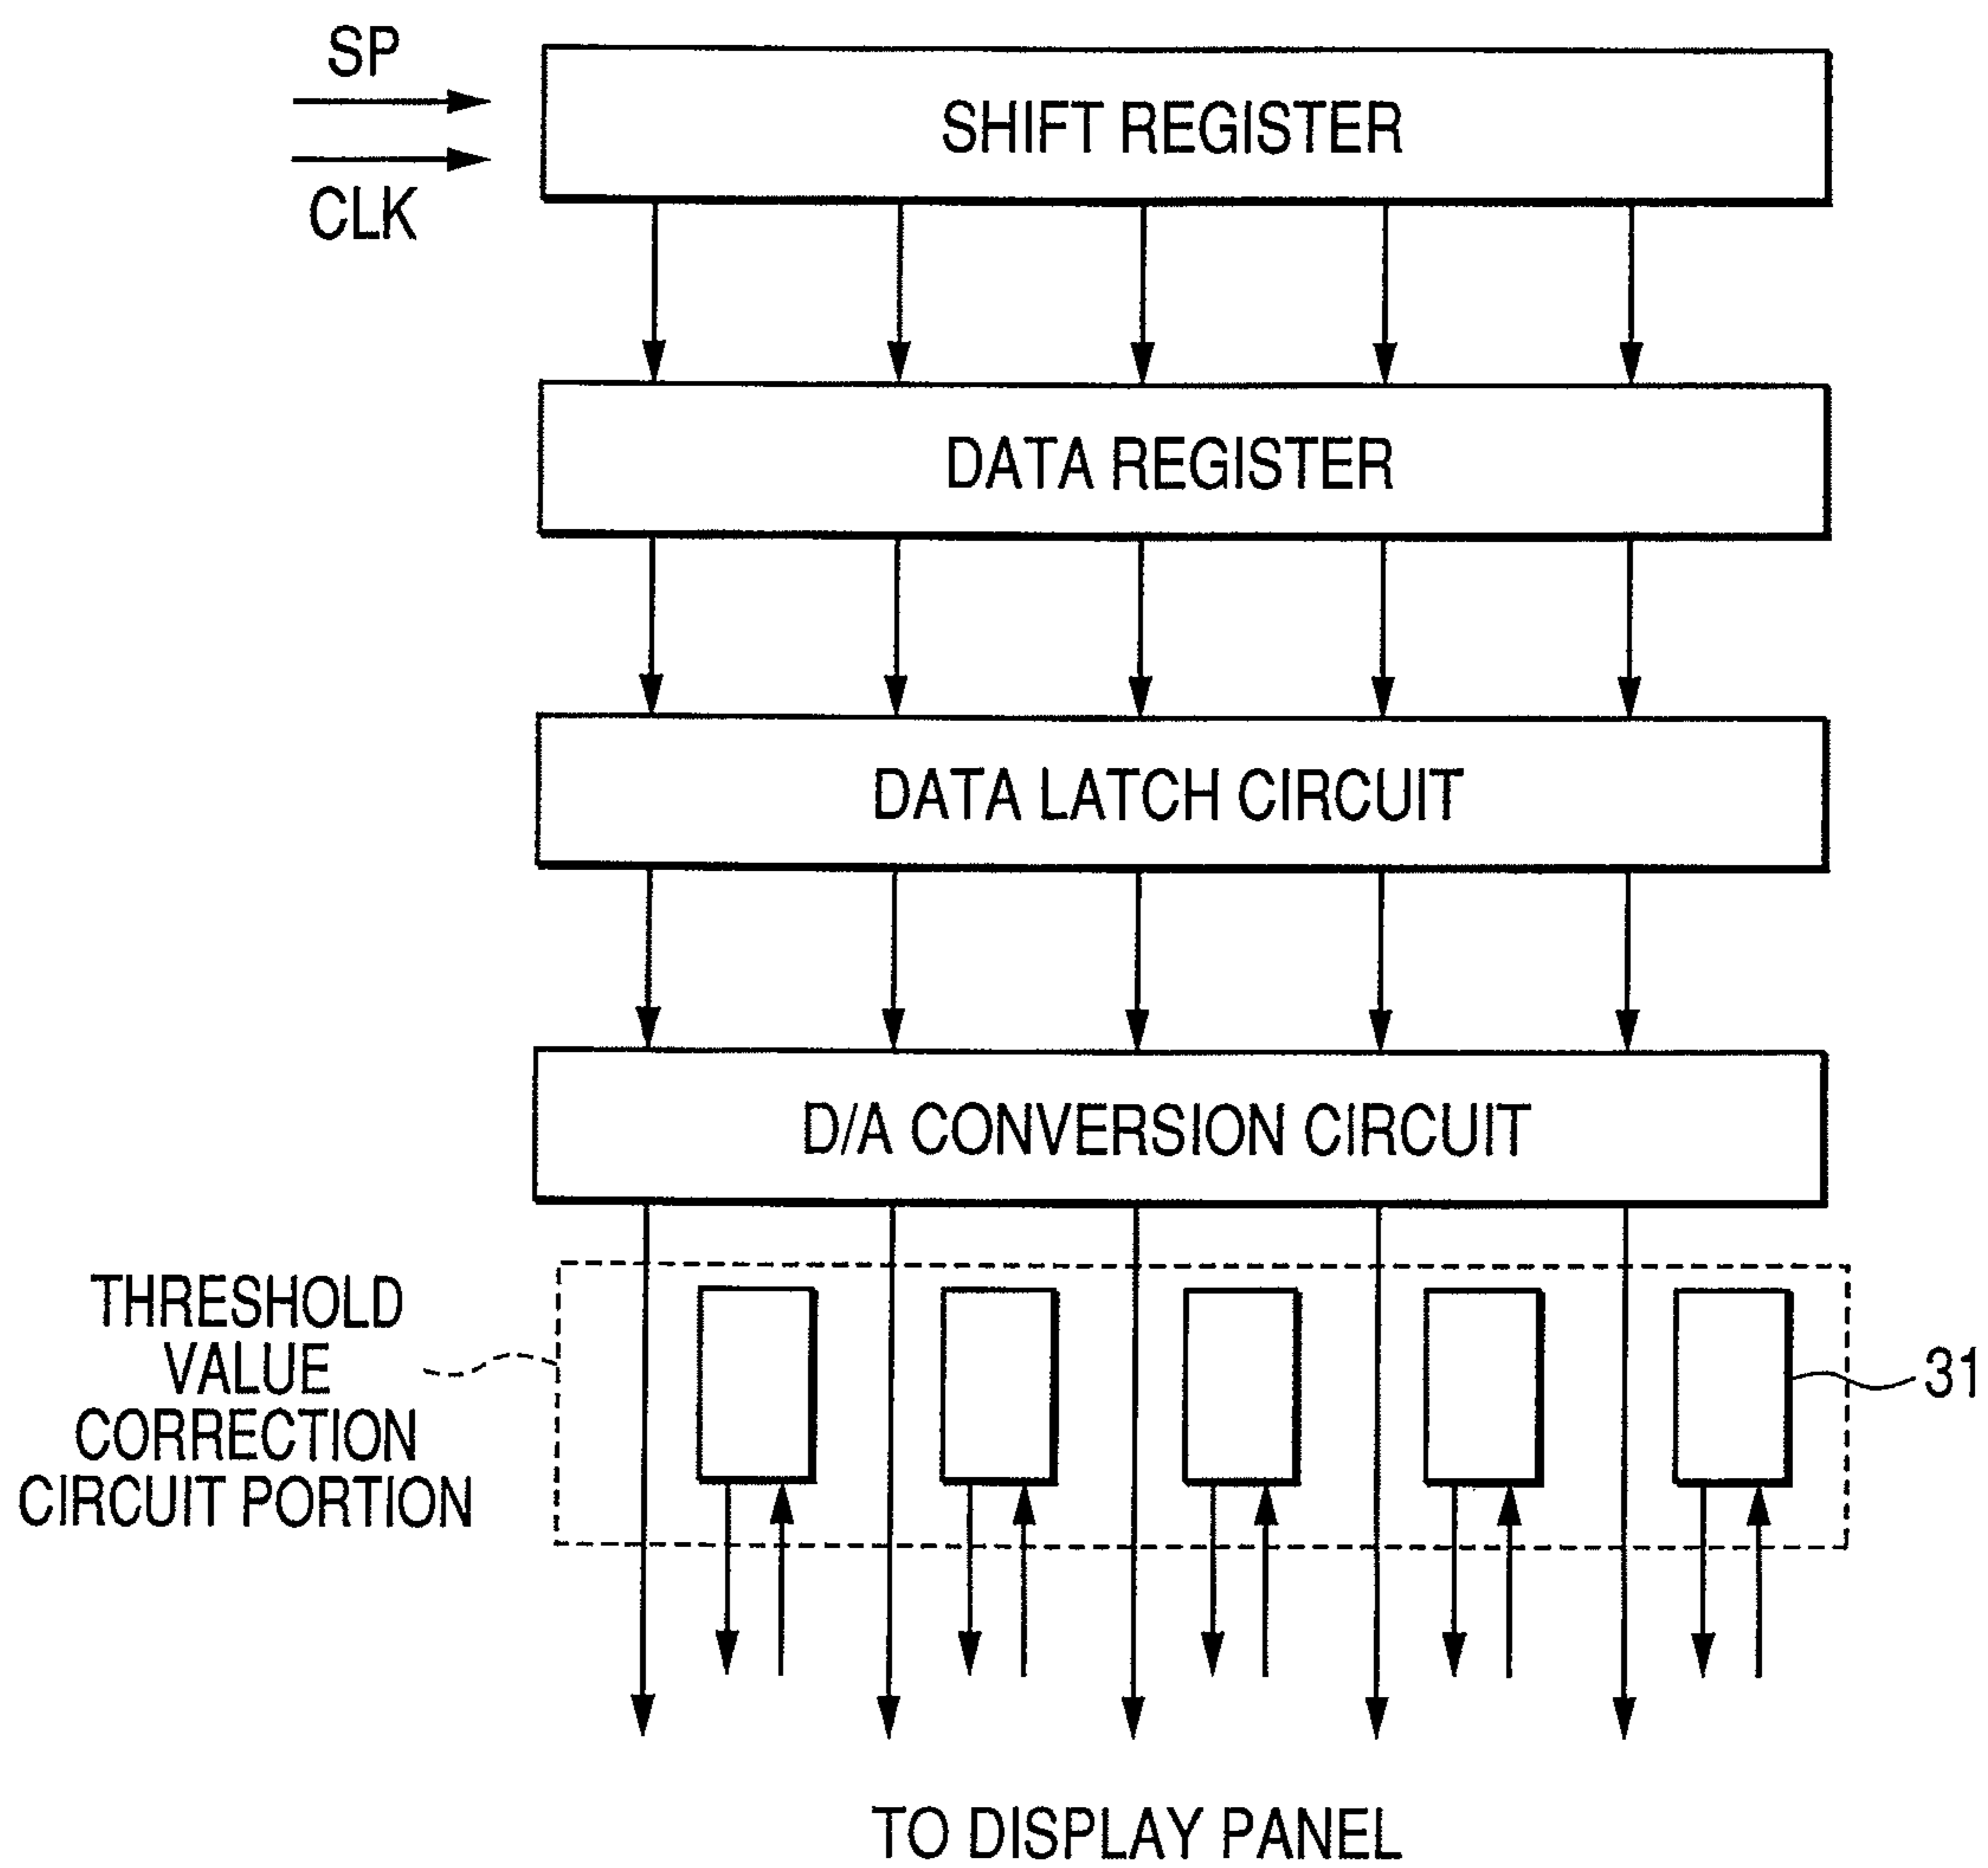 SP
CLK
SHIFT REGISTER
DATA REGISTER
DATA LATCH CIRCUIT
D/A CONVERSION CIRCUIT
THRESHOLD
VALUE
CORRECTION
CIRCUIT PORTION
31
TO DISPLAY PANEL